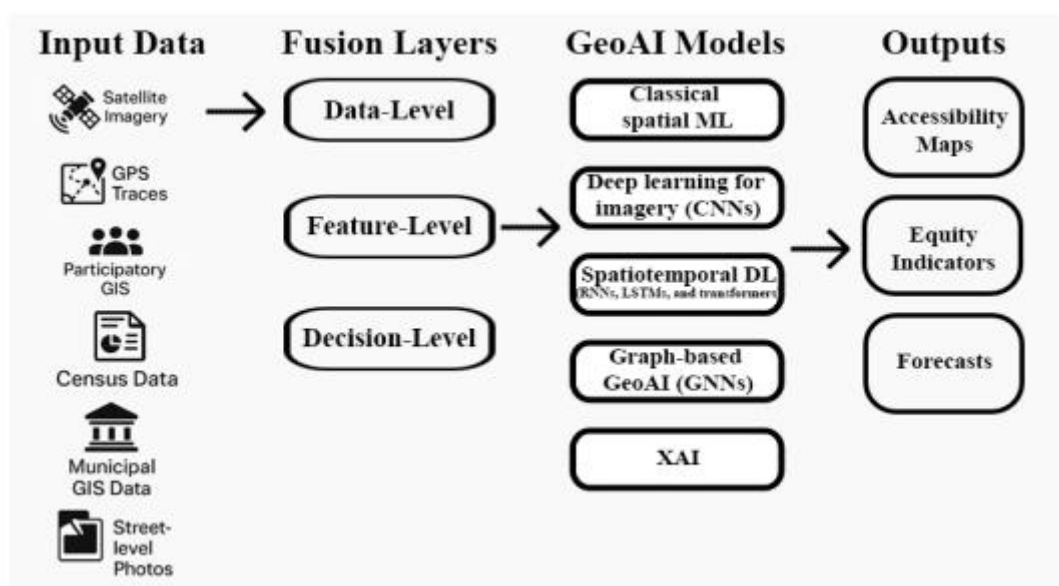 Input Data
Satellite
Imagery
GPS
Traces
Participatory
GIS
Census Data
Municipal
GIS Data
Street-
level
Photos
Fusion Layers
Data-Level
Feature-Level
Decision-Level
GeoAI Models
Classical
spatial ML
Deep learning for
imagery (CNNs)
Spatiotemporal DL
(RNNs, LSTMs, and transformers
Graph-based
GeoAI (GNNs)
XAI
Outputs
Accessibility
Maps
Equity
Indicators
Forecasts